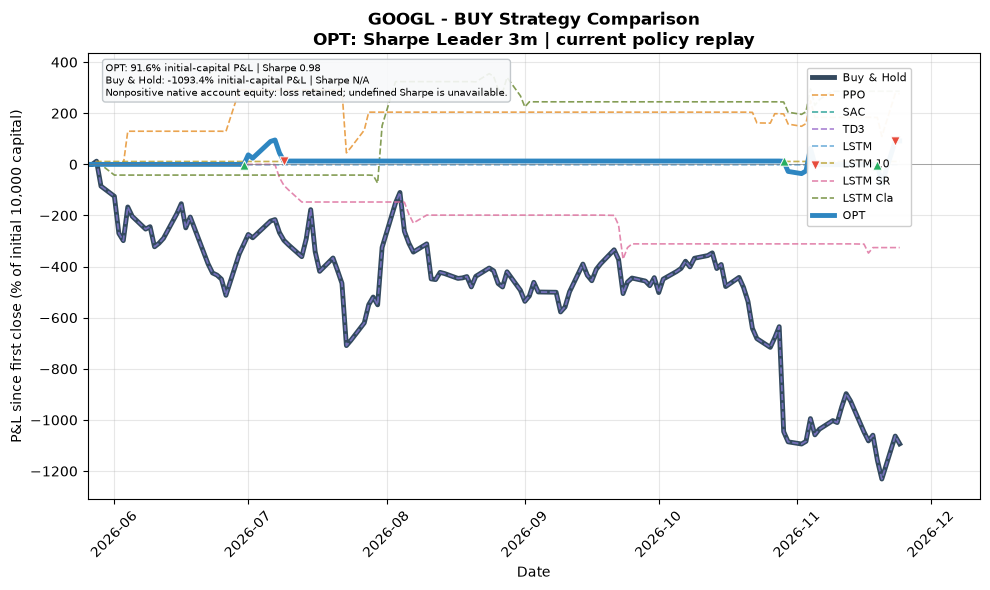 GOOGL - BUY Strategy Comparison
OPT: Sharpe Leader 3m | current policy replay
OPT: 91.6% initial-capital P&L | Sharpe 0.98
Buy & Hold: -1093.4% initial-capital P&L | Sharpe N/A
Nonpositive native account equity: loss retained; undefined Sharpe is unavailable.
Buy & Hold
PPO
SAC
TD3
LSTM
LSTM 10
LSTM SR
LSTM Cla
OPT
P&L since first close (% of initial 10,000 capital)
400
200
0
−200
−400
−600
−800
−1000
−1200
2026-06
2026-07
2026-08
2026-09
2026-10
2026-11
2026-12
Date